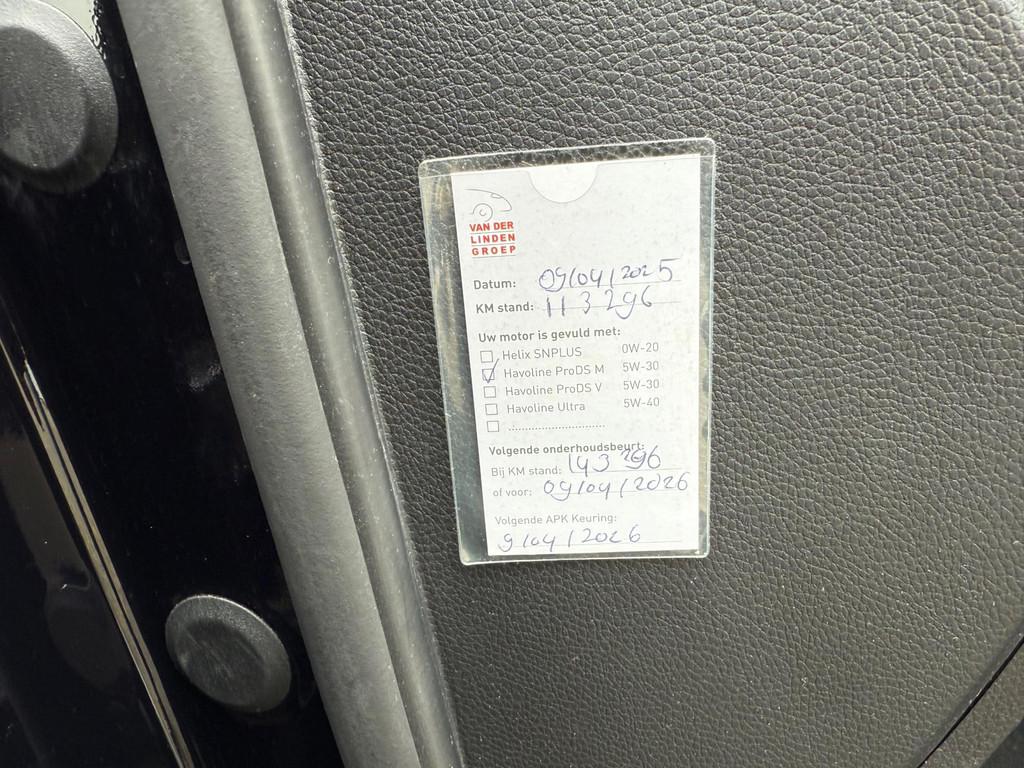 VAN DER
LINDEN
GROEP
Datum: 09/04/2025
KM stand: 113296
Uw motor is gevuld met:
Helix SNPLUS 0W-20
Havoline ProDS M 5W-30
Havoline ProDS V 5W-30
Havoline Ultra 5W-40
..............................
Volgende onderhoudsbeurt:
Bij KM stand: 143296
of voor: 09/04/2026
Volgende APK Keuring:
9/04/2026